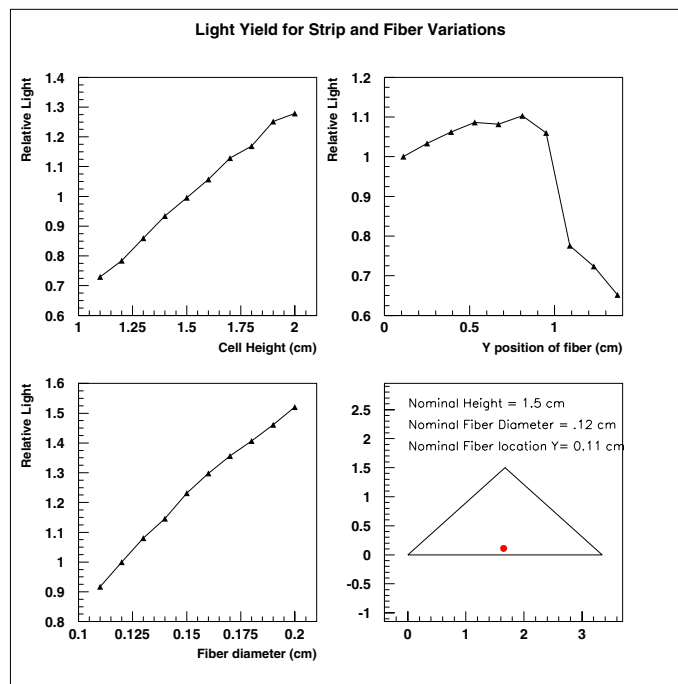 Light Yield for Strip and Fiber Variations
Relative Light
1.4
1.3
1.2
1.1
1
0.9
0.8
0.7
0.6
1 1.25 1.5 1.75 2
Cell Height (cm)
Relative Light
1.2
1.1
1
0.9
0.8
0.7
0.6
0 0.5 1
Y position of fiber (cm)
Relative Light
1.6
1.5
1.4
1.3
1.2
1.1
1
0.9
0.8
0.1 0.125 0.15 0.175 0.2
Fiber diameter (cm)
Nominal Height = 1.5 cm
Nominal Fiber Diameter = .12 cm
Nominal Fiber location Y= 0.11 cm
2.5
2
1.5
1
0.5
0
-0.5
-1
0 1 2 3